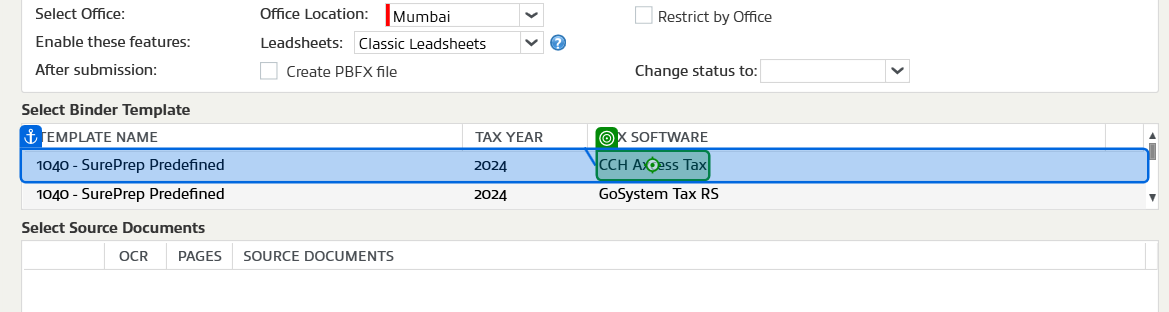 Select Office: Office Location: Mumbai Restrict by Office
Enable these features: Leadsheets: Classic Leadsheets ?
After submission: Create PBFX file Change status to:
Select Binder Template
TEMPLATE NAME TAX YEAR X SOFTWARE
1040 - SurePrep Predefined 2024 CCH Axcess Tax
1040 - SurePrep Predefined 2024 GoSystem Tax RS
Select Source Documents
OCR PAGES SOURCE DOCUMENTS